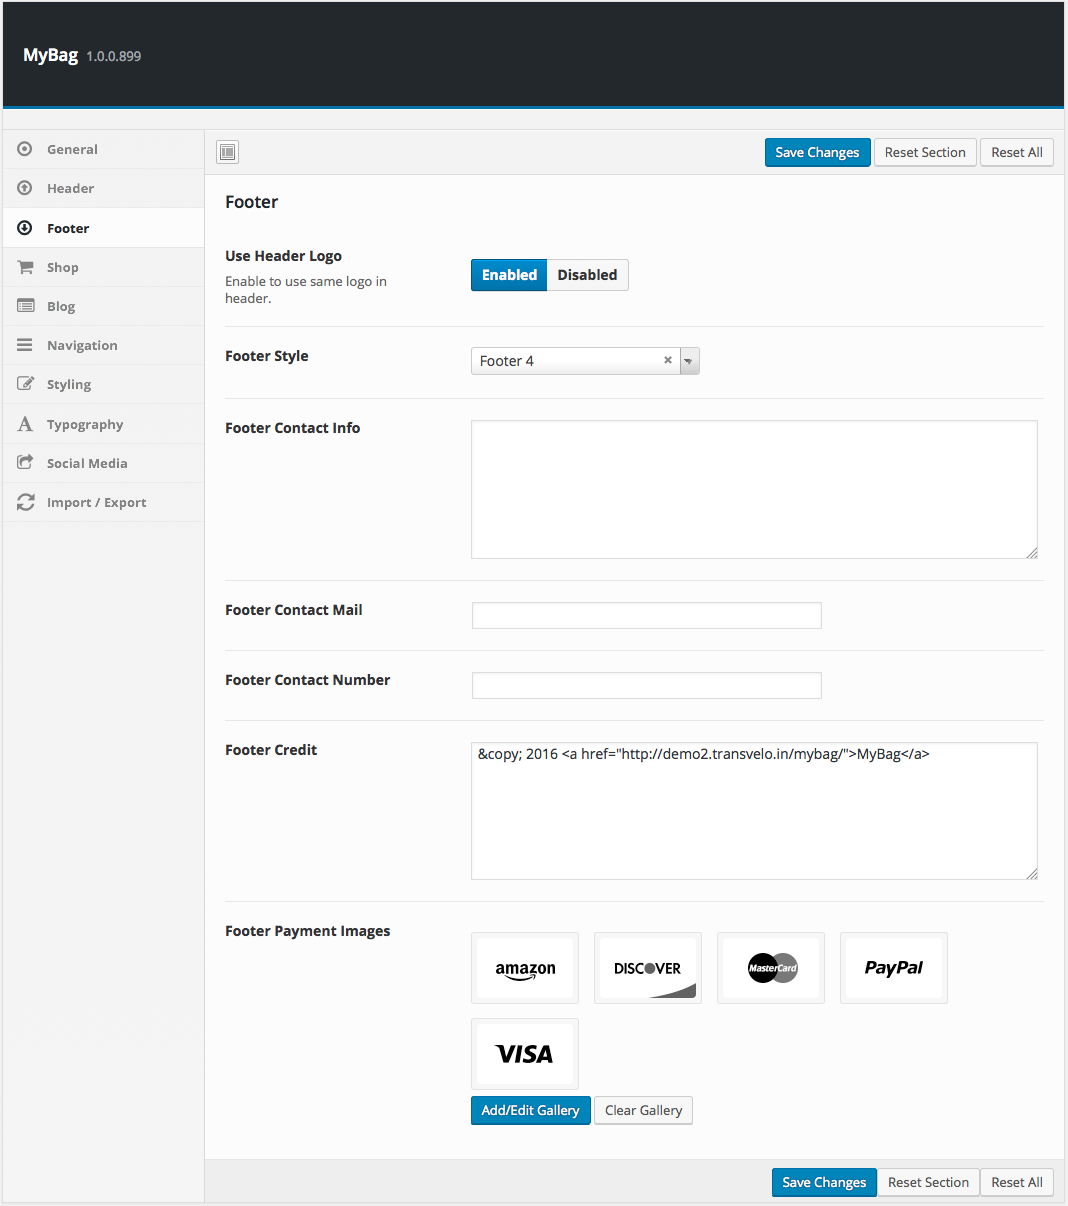 MyBag 1.0.0.899
General
Header
Footer
Shop
Blog
Navigation
Styling
Typography
Social Media
Import / Export
Save Changes Reset Section Reset All
Footer
Use Header Logo
Enable to use same logo in
header.
Enabled Disabled
Footer Style
Footer 4
Footer Contact Info
Footer Contact Mail
Footer Contact Number
Footer Credit
&copy; 2016 <a href="http://demo2.transvelo.in/mybag/">MyBag</a>
Footer Payment Images
amazon DISCOVER MasterCard PayPal
VISA
Add/Edit Gallery Clear Gallery
Save Changes Reset Section Reset All